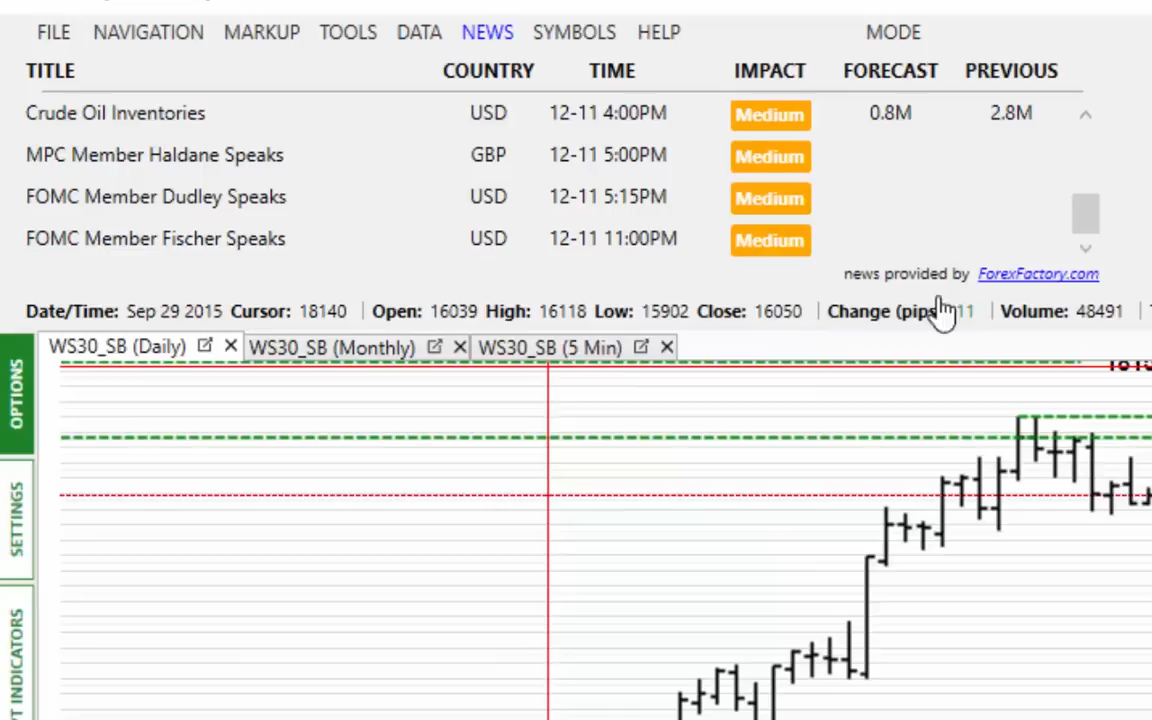 FILE NAVIGATION MARKUP TOOLS DATA NEWS SYMBOLS HELP MODE
TITLE COUNTRY TIME IMPACT FORECAST PREVIOUS
Crude Oil Inventories USD 12-11 4:00PM Medium 0.8M 2.8M
MPC Member Haldane Speaks GBP 12-11 5:00PM Medium
FOMC Member Dudley Speaks USD 12-11 5:15PM Medium
FOMC Member Fischer Speaks USD 12-11 11:00PM Medium
news provided by ForexFactory.com
Date/Time: Sep 29 2015 Cursor: 18140 Open: 16039 High: 16118 Low: 15902 Close: 16050 Change (pips 11 Volume: 48491
WS30_SB (Daily) WS30_SB (Monthly) WS30_SB (5 Min)
OPTIONS
SETTINGS
INDICATORS